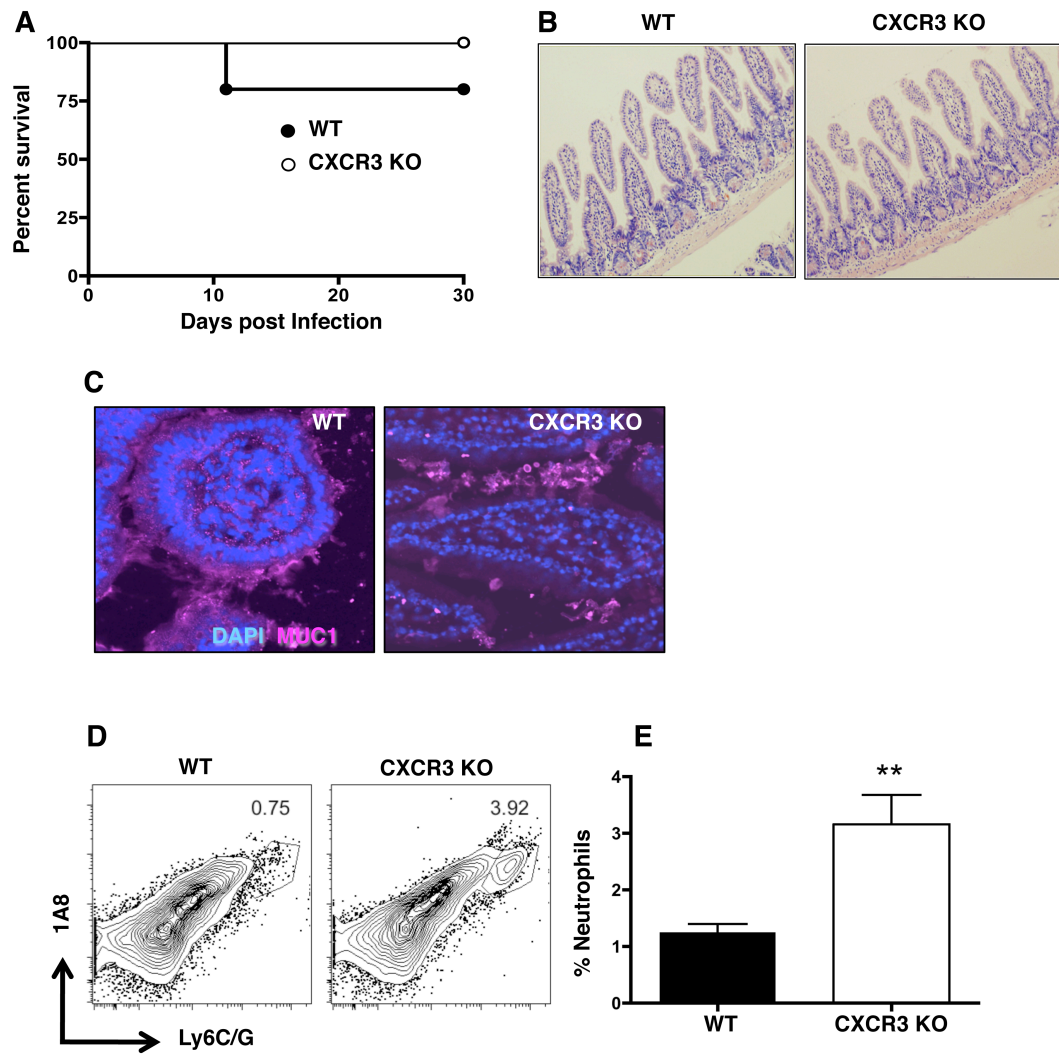 A
100
75
50
25
0
Percent survival
WT
CXCR3 KO
0 10 20 30
Days post Infection
B
WT CXCR3 KO
C
WT
DAPI MUC1
CXCR3 KO
D
WT CXCR3 KO
0.75
3.92
1A8
Ly6C/G
E
4
3
2
1
0
% Neutrophils
**
WT CXCR3 KO